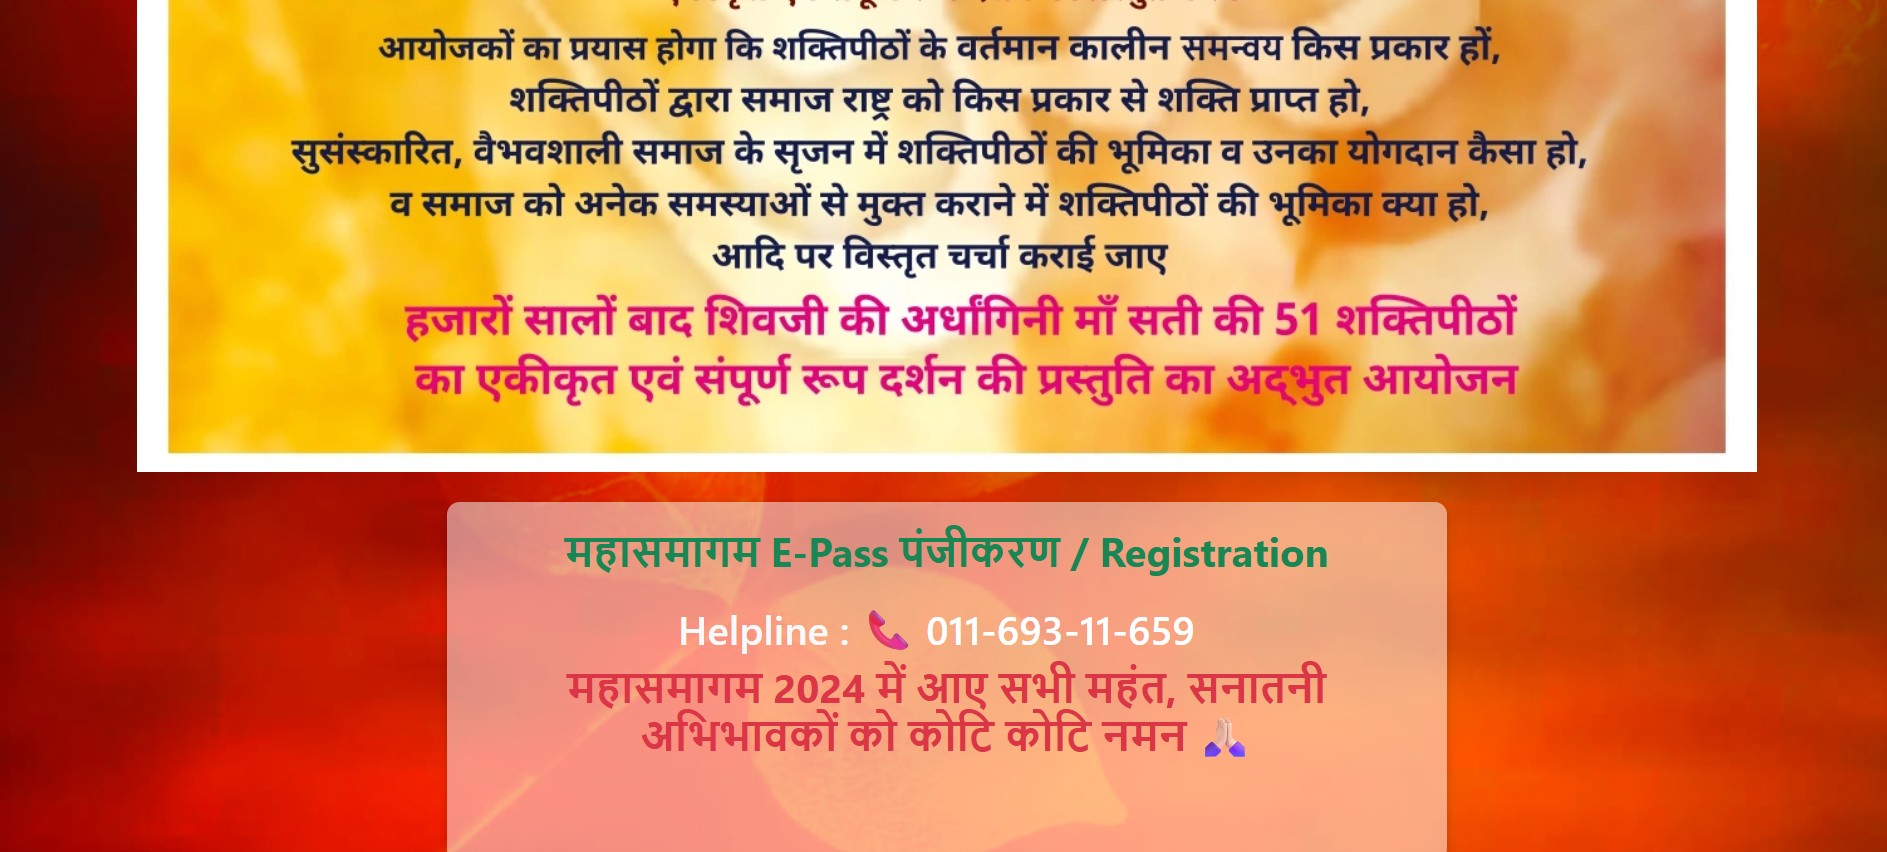 आयोजकों का प्रयास होगा कि शक्तिपीठों के वर्तमान कालीन समन्वय किस प्रकार हों,
शक्तिपीठों द्वारा समाज राष्ट्र को किस प्रकार से शक्ति प्राप्त हो,
सुसंस्कारित, वैभवशाली समाज के सृजन में शक्तिपीठों की भूमिका व उनका योगदान कैसा हो,
व समाज को अनेक समस्याओं से मुक्त कराने में शक्तिपीठों की भूमिका क्या हो,
आदि पर विस्तृत चर्चा कराई जाए
हजारों सालों बाद शिवजी की अर्धांगिनी माँ सती की 51 शक्तिपीठों
का एकीकृत एवं संपूर्ण रूप दर्शन की प्रस्तुति का अद्भुत आयोजन
महासमागम E-Pass पंजीकरण / Registration
Helpline : 📞 011-693-11-659
महासमागम 2024 में आए सभी महंत, सनातनी
अभिभावकों को कोटि कोटि नमन 🙏🏻